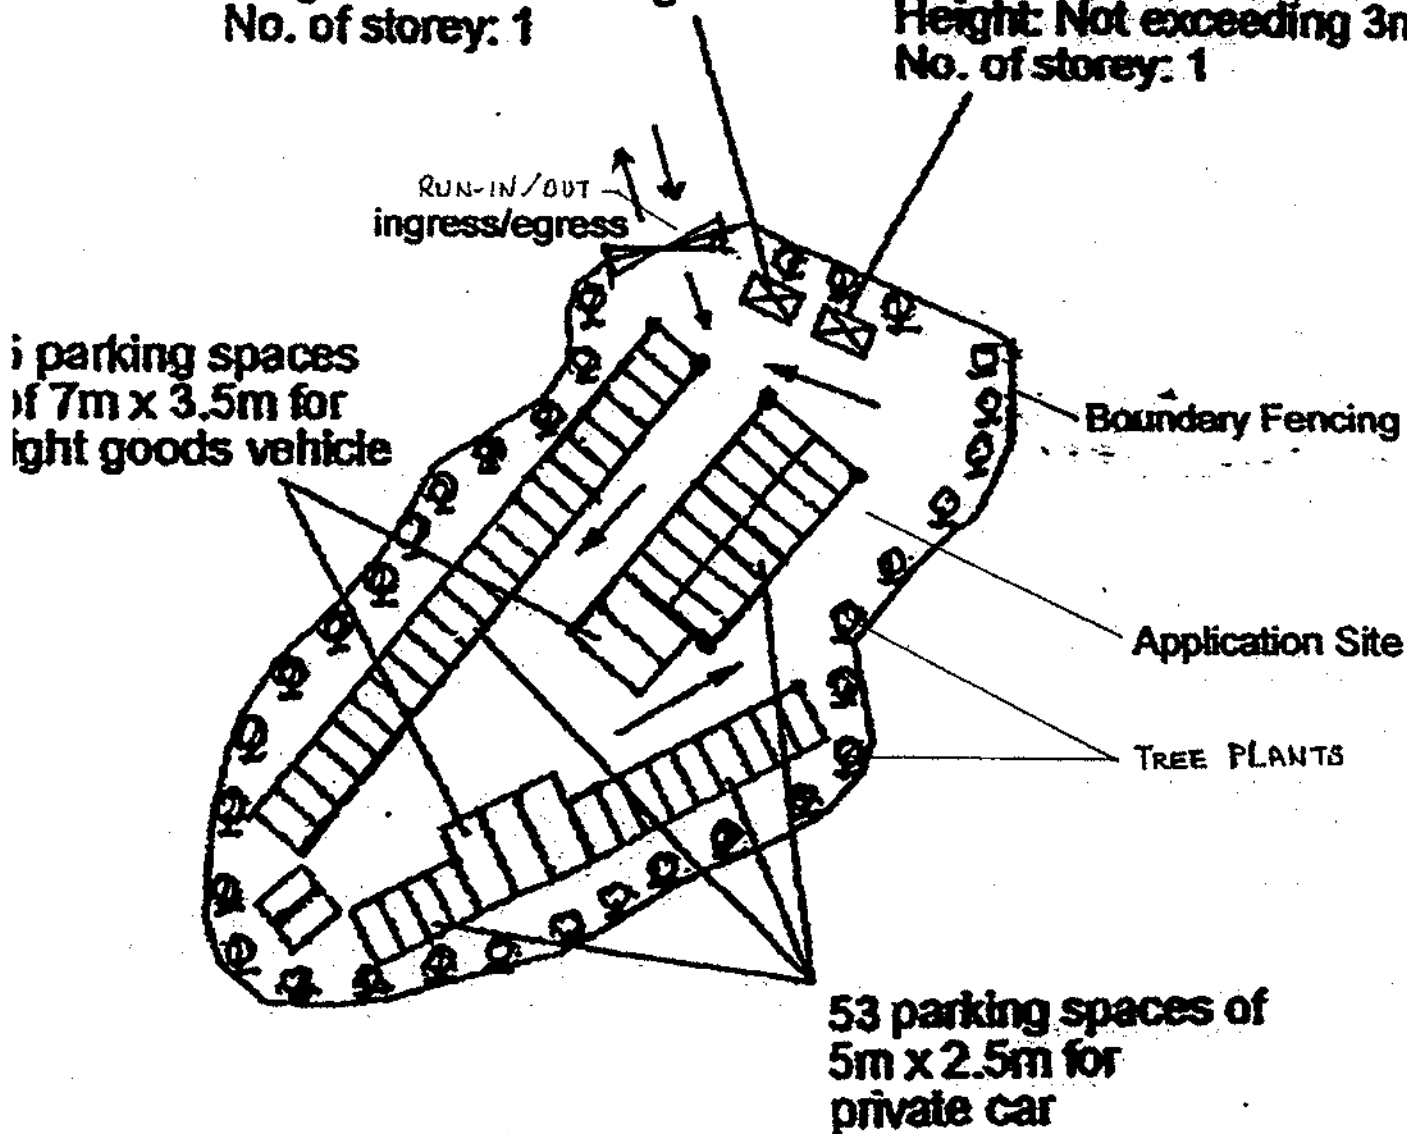 No. of storey: 1
Height: Not exceeding 3m
No. of storey: 1
RUN-IN/OUT
ingress/egress
parking spaces
of 7m x 3.5m for
light goods vehicle
Boundary Fencing
Application Site
TREE PLANTS
53 parking spaces of
5m x 2.5m for
private car